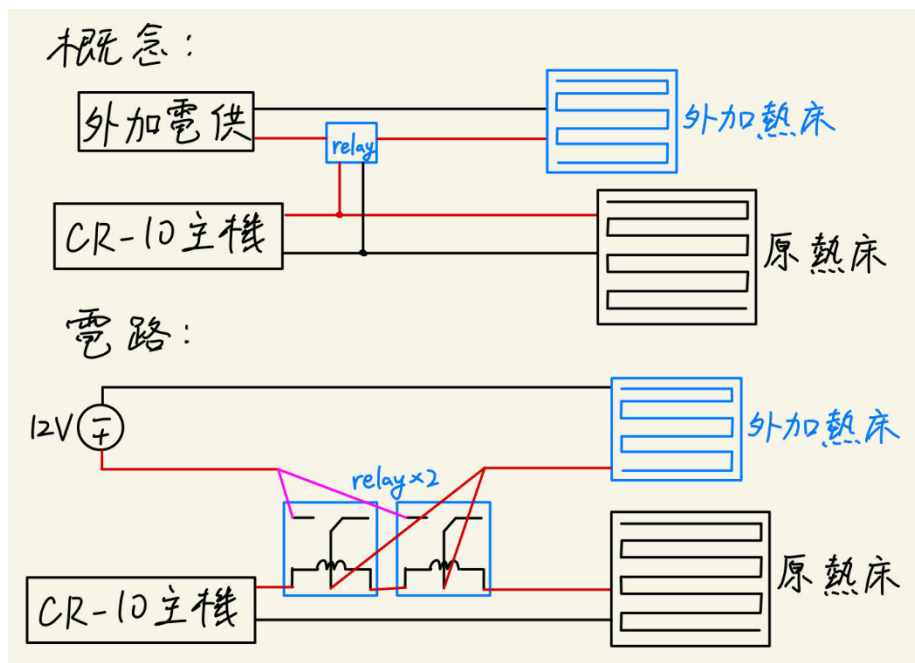 概念:
外加電供
relay
外加熱床
CR-10主機
原熱床
電路:
12V
外加熱床
relay×2
CR-10主機
原熱床